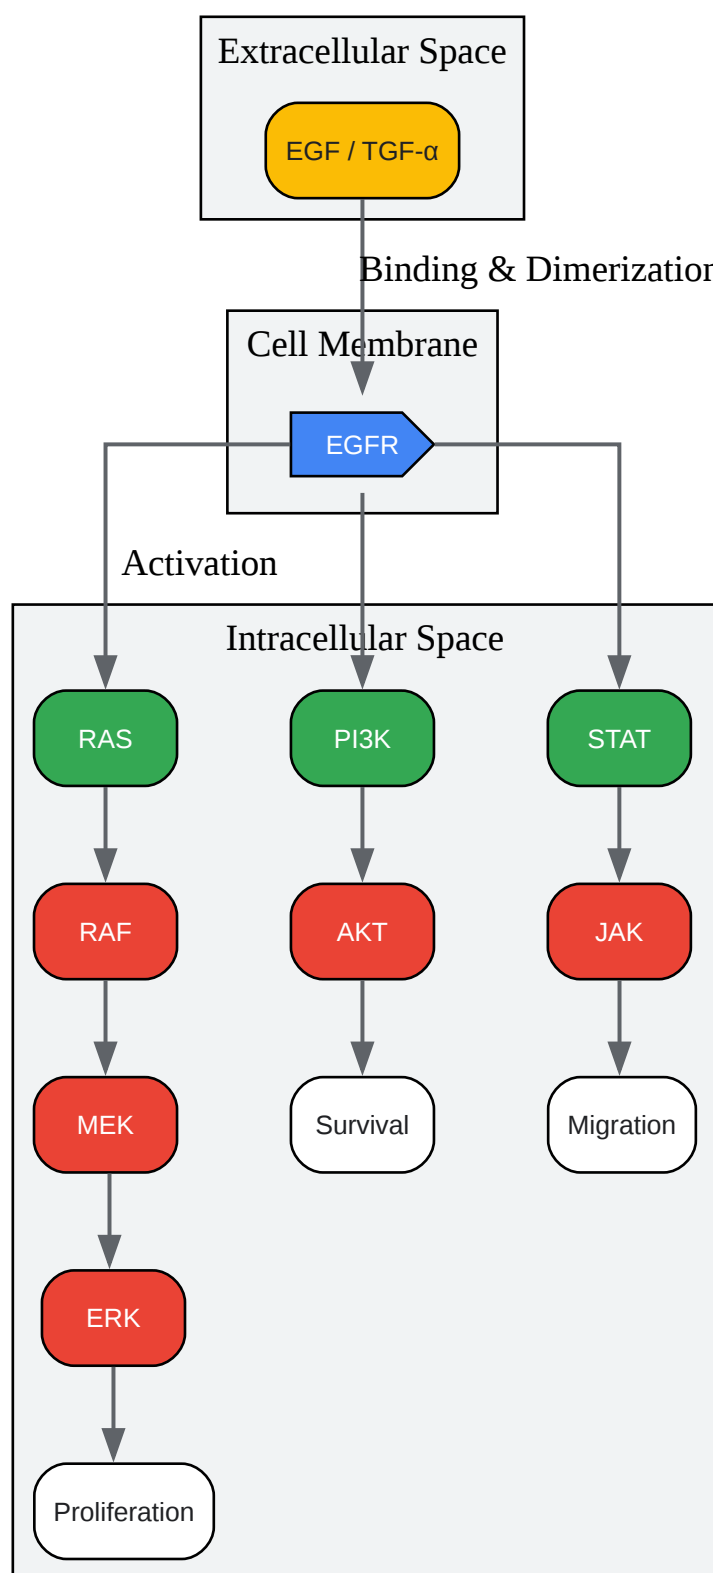 Extracellular Space
EGF / TGF-α
Binding & Dimerization
Cell Membrane
EGFR
Activation
Intracellular Space
RAS
PI3K
STAT
RAF
AKT
JAK
MEK
Survival
Migration
ERK
Proliferation